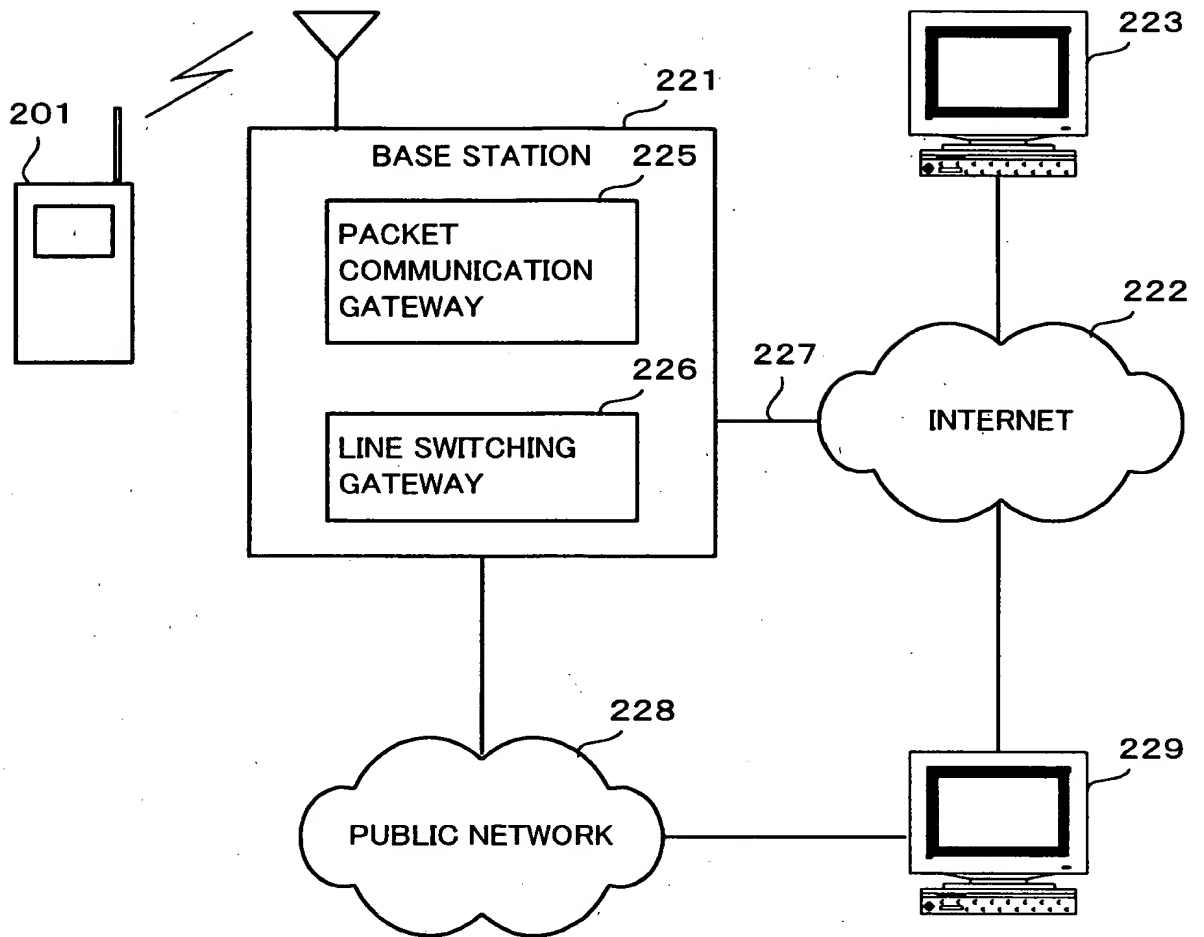 223
221
201
BASE STATION
225
PACKET
COMMUNICATION
GATEWAY
222
227
226
INTERNET
LINE SWITCHING
GATEWAY
228
229
PUBLIC NETWORK